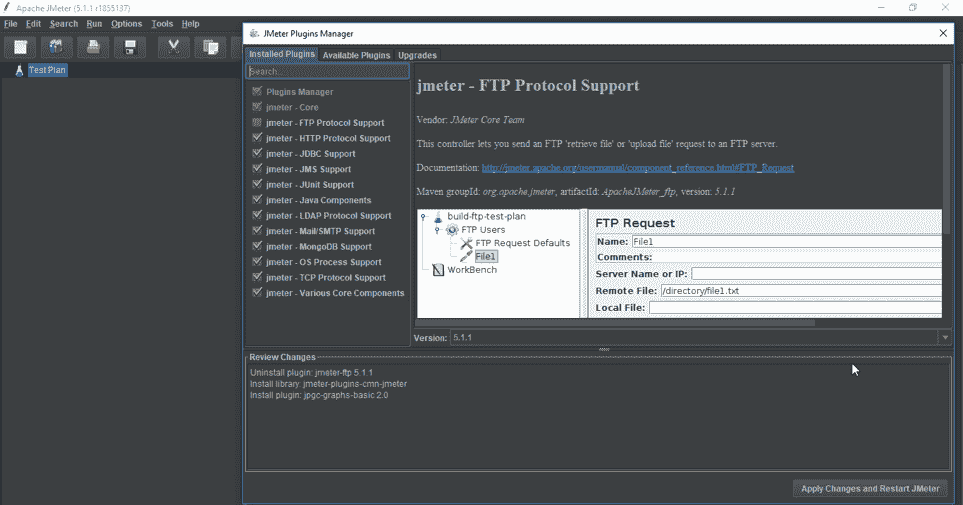 Apache JMeter (5.1.1 r1855137)
File Edit Search Run Options Tools Help
Test Plan
JMeter Plugins Manager
Installed Plugins Available Plugins Upgrades
Search...
Plugins Manager
jmeter - Core
jmeter - FTP Protocol Support
jmeter - HTTP Protocol Support
jmeter - JDBC Support
jmeter - JMS Support
jmeter - JUnit Support
jmeter - Java Components
jmeter - LDAP Protocol Support
jmeter - Mail/SMTP Support
jmeter - MongoDB Support
jmeter - OS Process Support
jmeter - TCP Protocol Support
jmeter - Various Core Components
jmeter - FTP Protocol Support
Vendor: JMeter Core Team
This controller lets you send an FTP 'retrieve file' or 'upload file' request to an FTP server.
Documentation: http://jmeter.apache.org/usermanual/component_reference.html#FTP_Request
Maven groupId: org.apache.jmeter, artifactId: ApacheJMeter_ftp, version: 5.1.1
build-ftp-test-plan
FTP Users
FTP Request Defaults
File1
WorkBench
FTP Request
Name: File1
Comments:
Server Name or IP:
Remote File: /directory/file1.txt
Local File:
Version: 5.1.1
Review Changes
Uninstall plugin: jmeter-ftp 5.1.1
Install library: jmeter-plugins-cmn-jmeter
Install plugin: jpgc-graphs-basic 2.0
Apply Changes and Restart JMeter